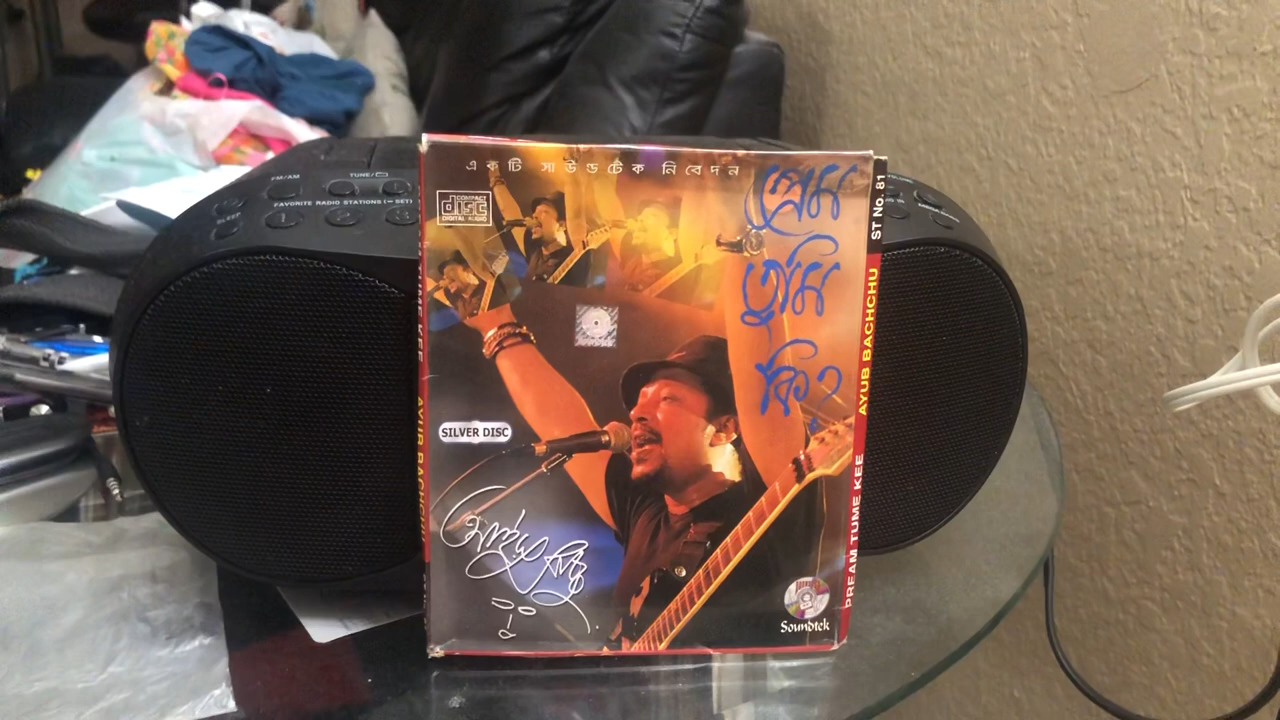 একটি সাউন্ডটেক নিবেদন
COMPACT
disc
DIGITAL AUDIO
প্রেম
তুমি
কি?
SILVER DISC
Soundtek
ST No. 81
AYUB BACHCHU
PREAM TUME KEE
FM/AM
TUNE/
FAVORITE RADIO STATIONS (•– SET)
1
2
3
SLEEP
AYUB BACHCHU